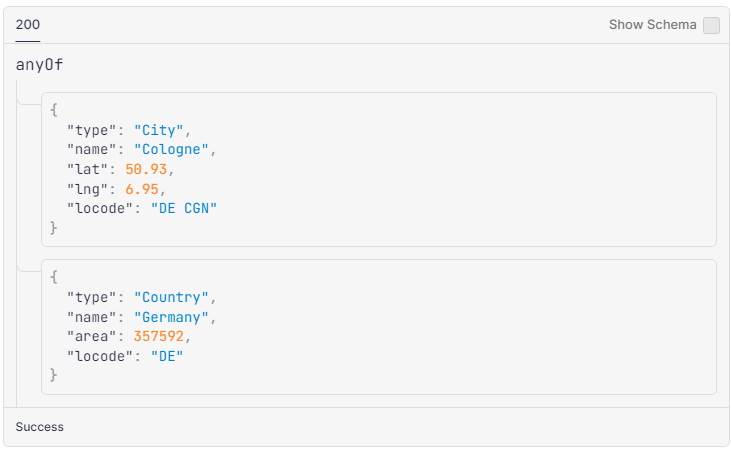 200
Show Schema
anyOf
{
"type": "City",
"name": "Cologne",
"lat": 50.93,
"lng": 6.95,
"locode": "DE CGN"
}
{
"type": "Country",
"name": "Germany",
"area": 357592,
"locode": "DE"
}
Success